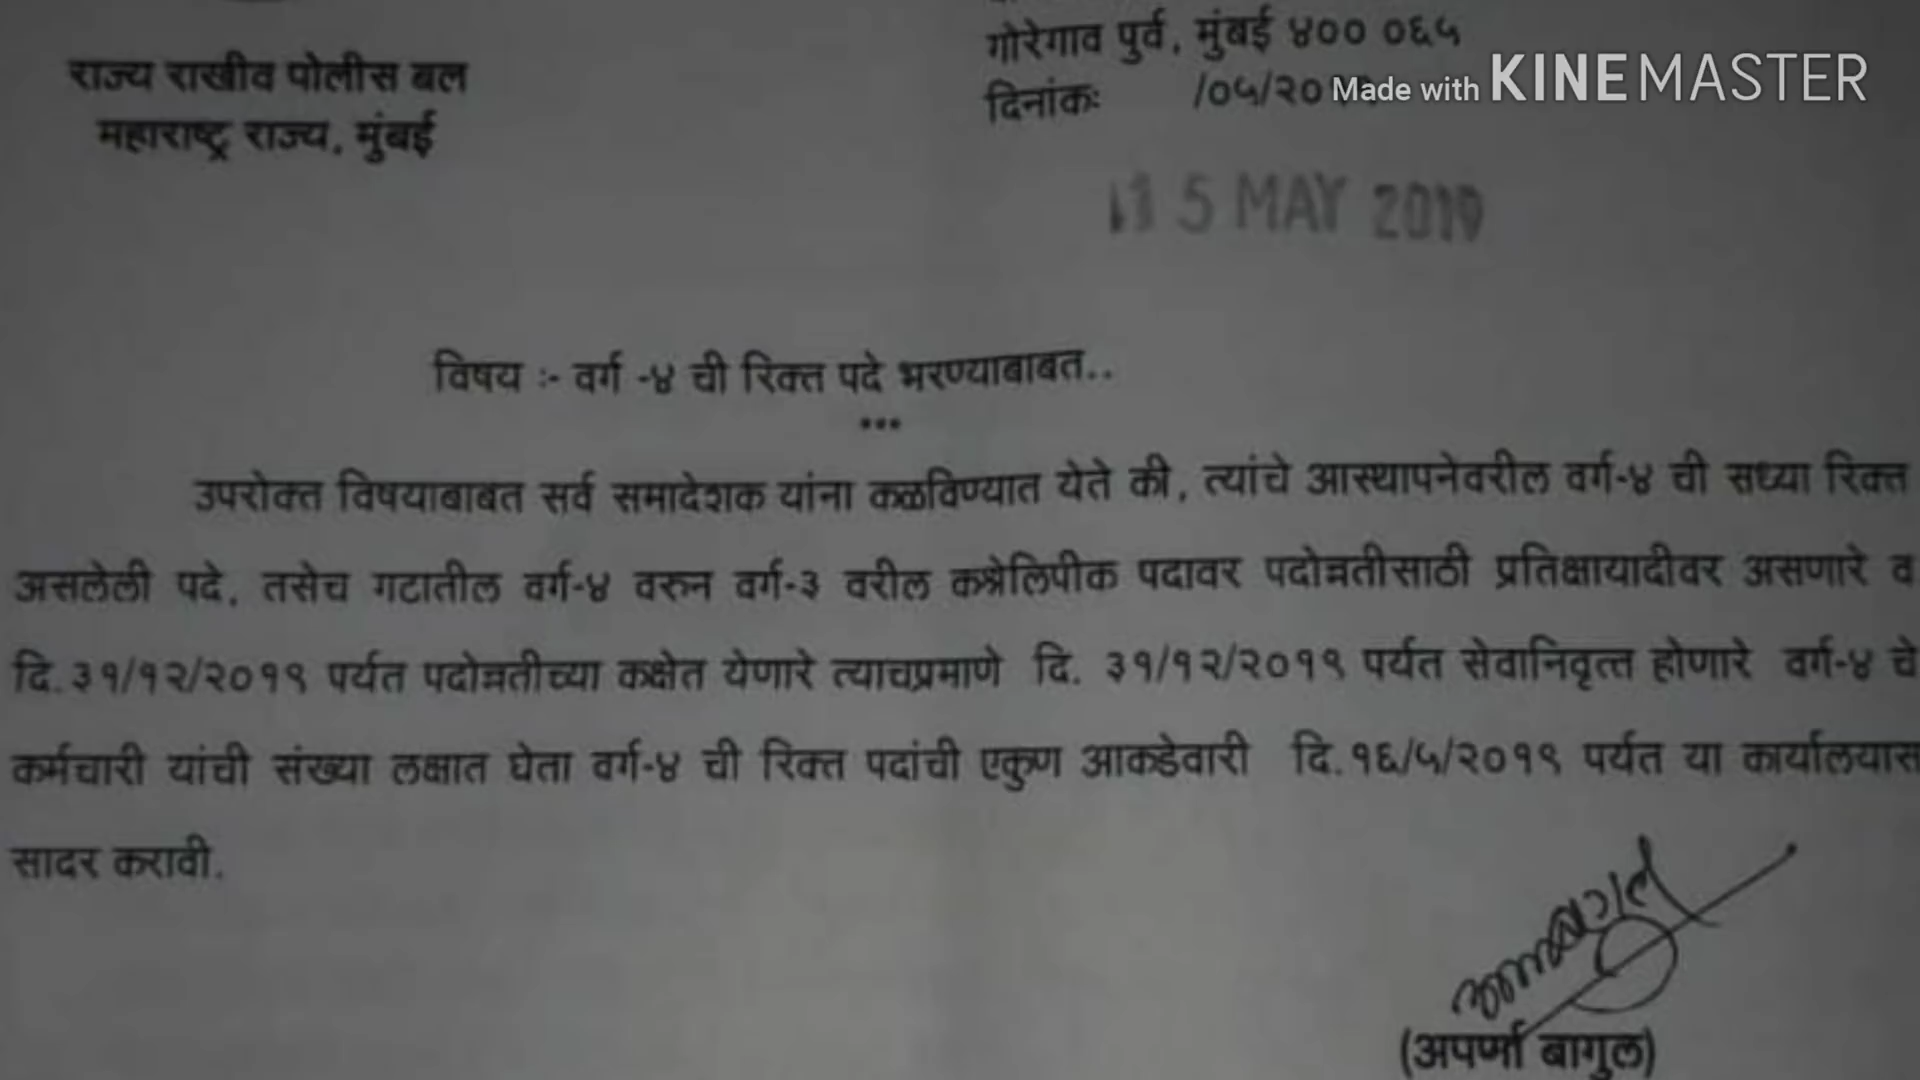 गोरेगाव पुर्व, मुंबई ४०० ०६५
राज्य राखीव पोलीस बल
दिनांकः /०५/२०
Made with KINEMASTER
महाराष्ट्र राज्य, मुंबई
15 MAY 2019
विषय :- वर्ग -४ ची रिक्त पदे भरण्याबाबत..
***
उपरोक्त विषयाबाबत सर्व समादेशक यांना कळविण्यात येते की, त्यांचे आस्थापनेवरील वर्ग-४ ची सध्या रिक्त
असलेली पदे, तसेच गटातील वर्ग-४ वरुन वर्ग-३ वरील कश्रेलिपीक पदावर पदोन्नतीसाठी प्रतिक्षायादीवर असणारे व
दि.३१/१२/२०१९ पर्यत पदोन्नतीच्या कक्षेत येणारे त्याचप्रमाणे दि. ३१/१२/२०१९ पर्यत सेवानिवृत्त होणारे वर्ग-४ चे
कर्मचारी यांची संख्या लक्षात घेता वर्ग-४ ची रिक्त पदांची एकुण आकडेवारी दि.१६/५/२०१९ पर्यत या कार्यालयास
सादर करावी.
(अपर्णा बागुल)